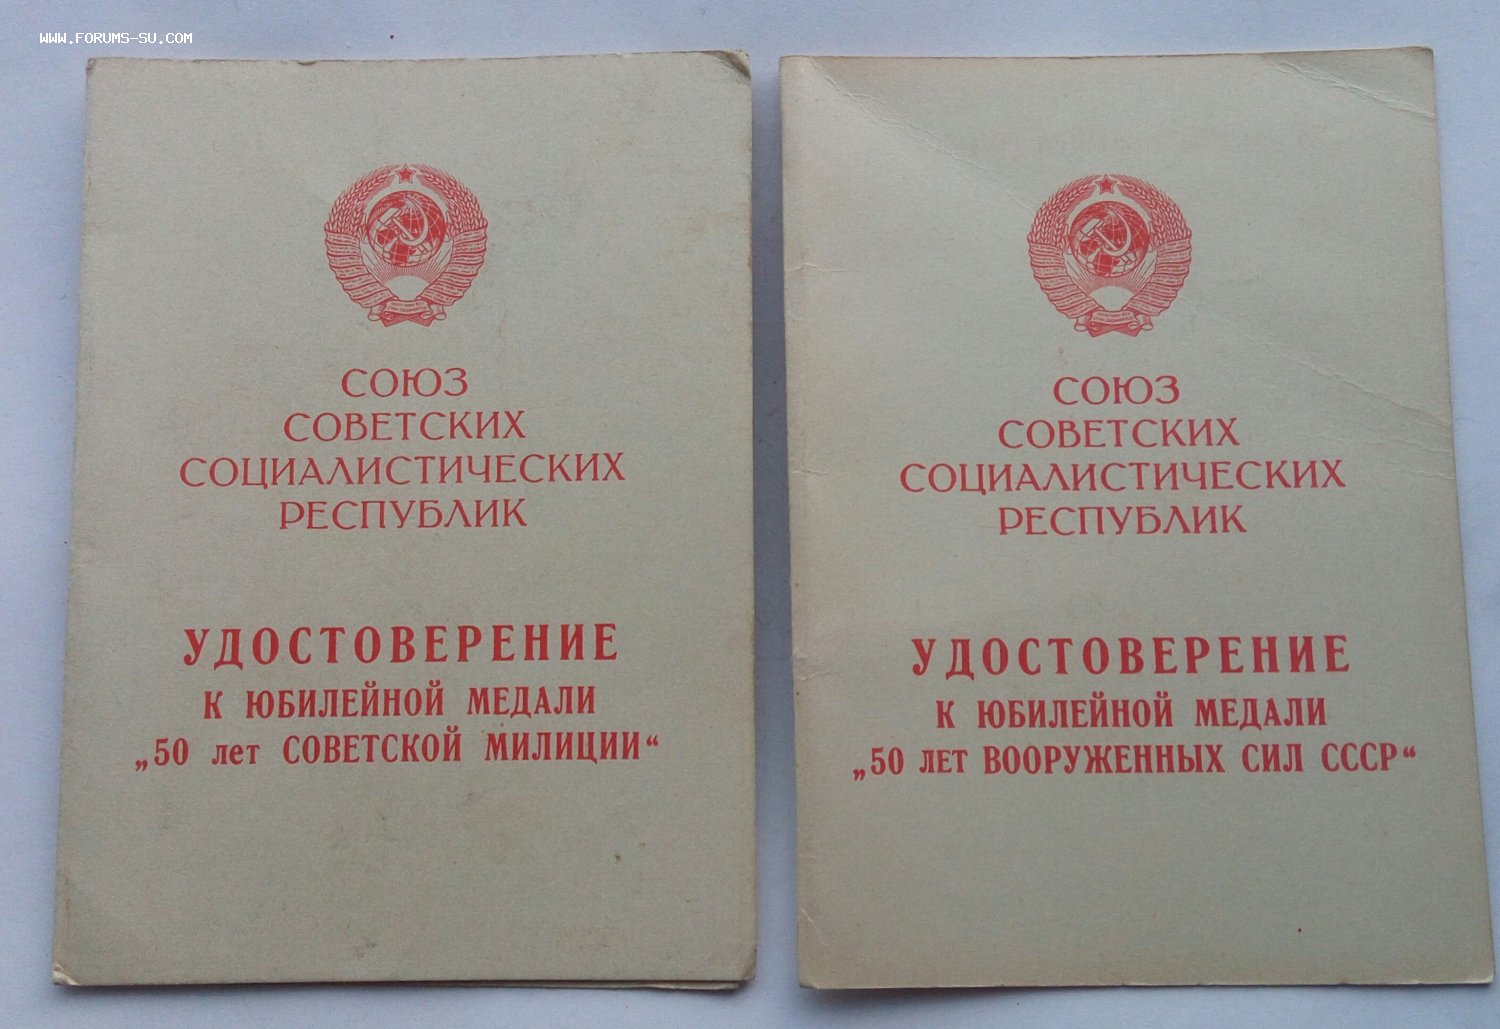 WWW.FORUMS-SU.COM
СОЮЗ
СОВЕТСКИХ
СОЦИАЛИСТИЧЕСКИХ
РЕСПУБЛИК
УДОСТОВЕРЕНИЕ
К ЮБИЛЕЙНОЙ МЕДАЛИ
„50 лет СОВЕТСКОЙ МИЛИЦИИ“
СОЮЗ
СОВЕТСКИХ
СОЦИАЛИСТИЧЕСКИХ
РЕСПУБЛИК
УДОСТОВЕРЕНИЕ
К ЮБИЛЕЙНОЙ МЕДАЛИ
„50 ЛЕТ ВООРУЖЕННЫХ СИЛ СССР“